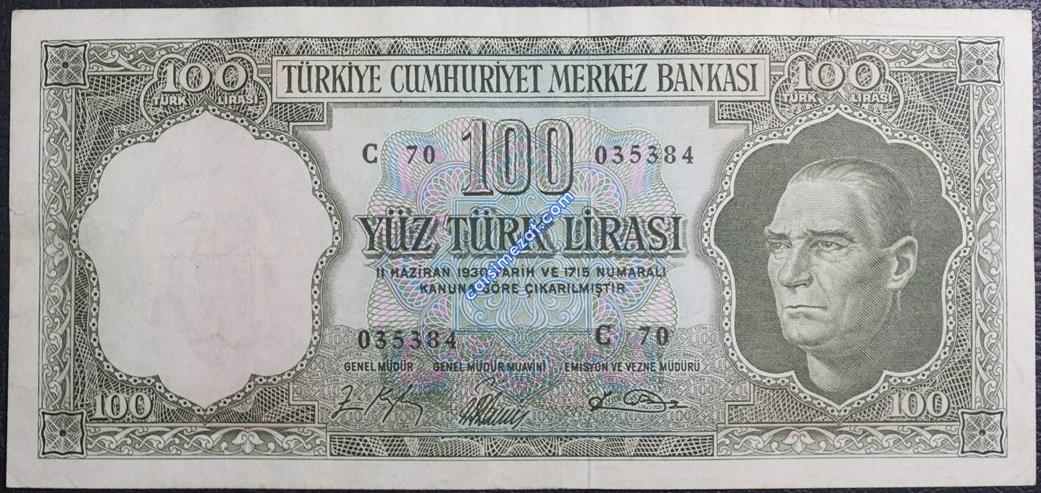 100 TÜRKİYE CUMHURİYET MERKEZ BANKASI 100
TÜRK LİRASI TÜRK LİRASI
C 70 100 035384
YÜZ TÜRK LİRASI
11 HAZİRAN 1930 TARİH VE 1715 NUMARALI
KANUNA GÖRE ÇIKARILMIŞTIR
035384 C 70
GENEL MÜDÜR GENEL MÜDÜR MUAVİNİ EMİSYON VE VEZNE MÜDÜRÜ
100 100
colsimezat.com